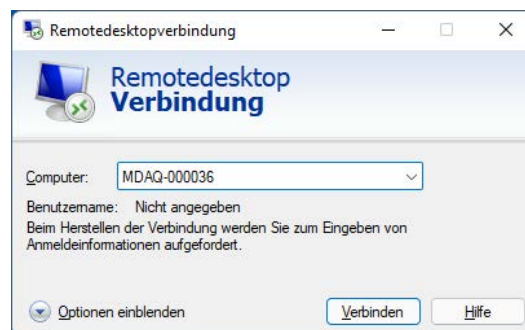 Remotedesktopverbindung
Remotedesktop
Verbindung
Computer: MDAQ-000036
Benutzername: Nicht angegeben
Beim Herstellen der Verbindung werden Sie zum Eingeben von
Anmeldeinformationen aufgefordert.
Optionen einblenden Verbinden Hilfe